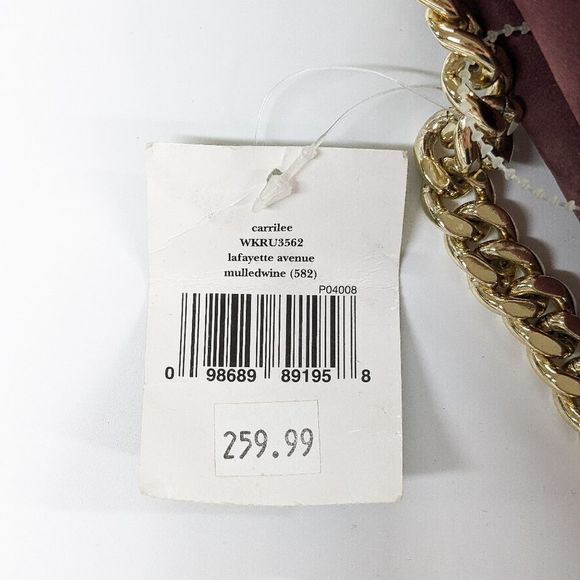 carrilee
WKRU3562
lafayette avenue
mulledwine (582)
P04008
0 98689 89195 8
259.99